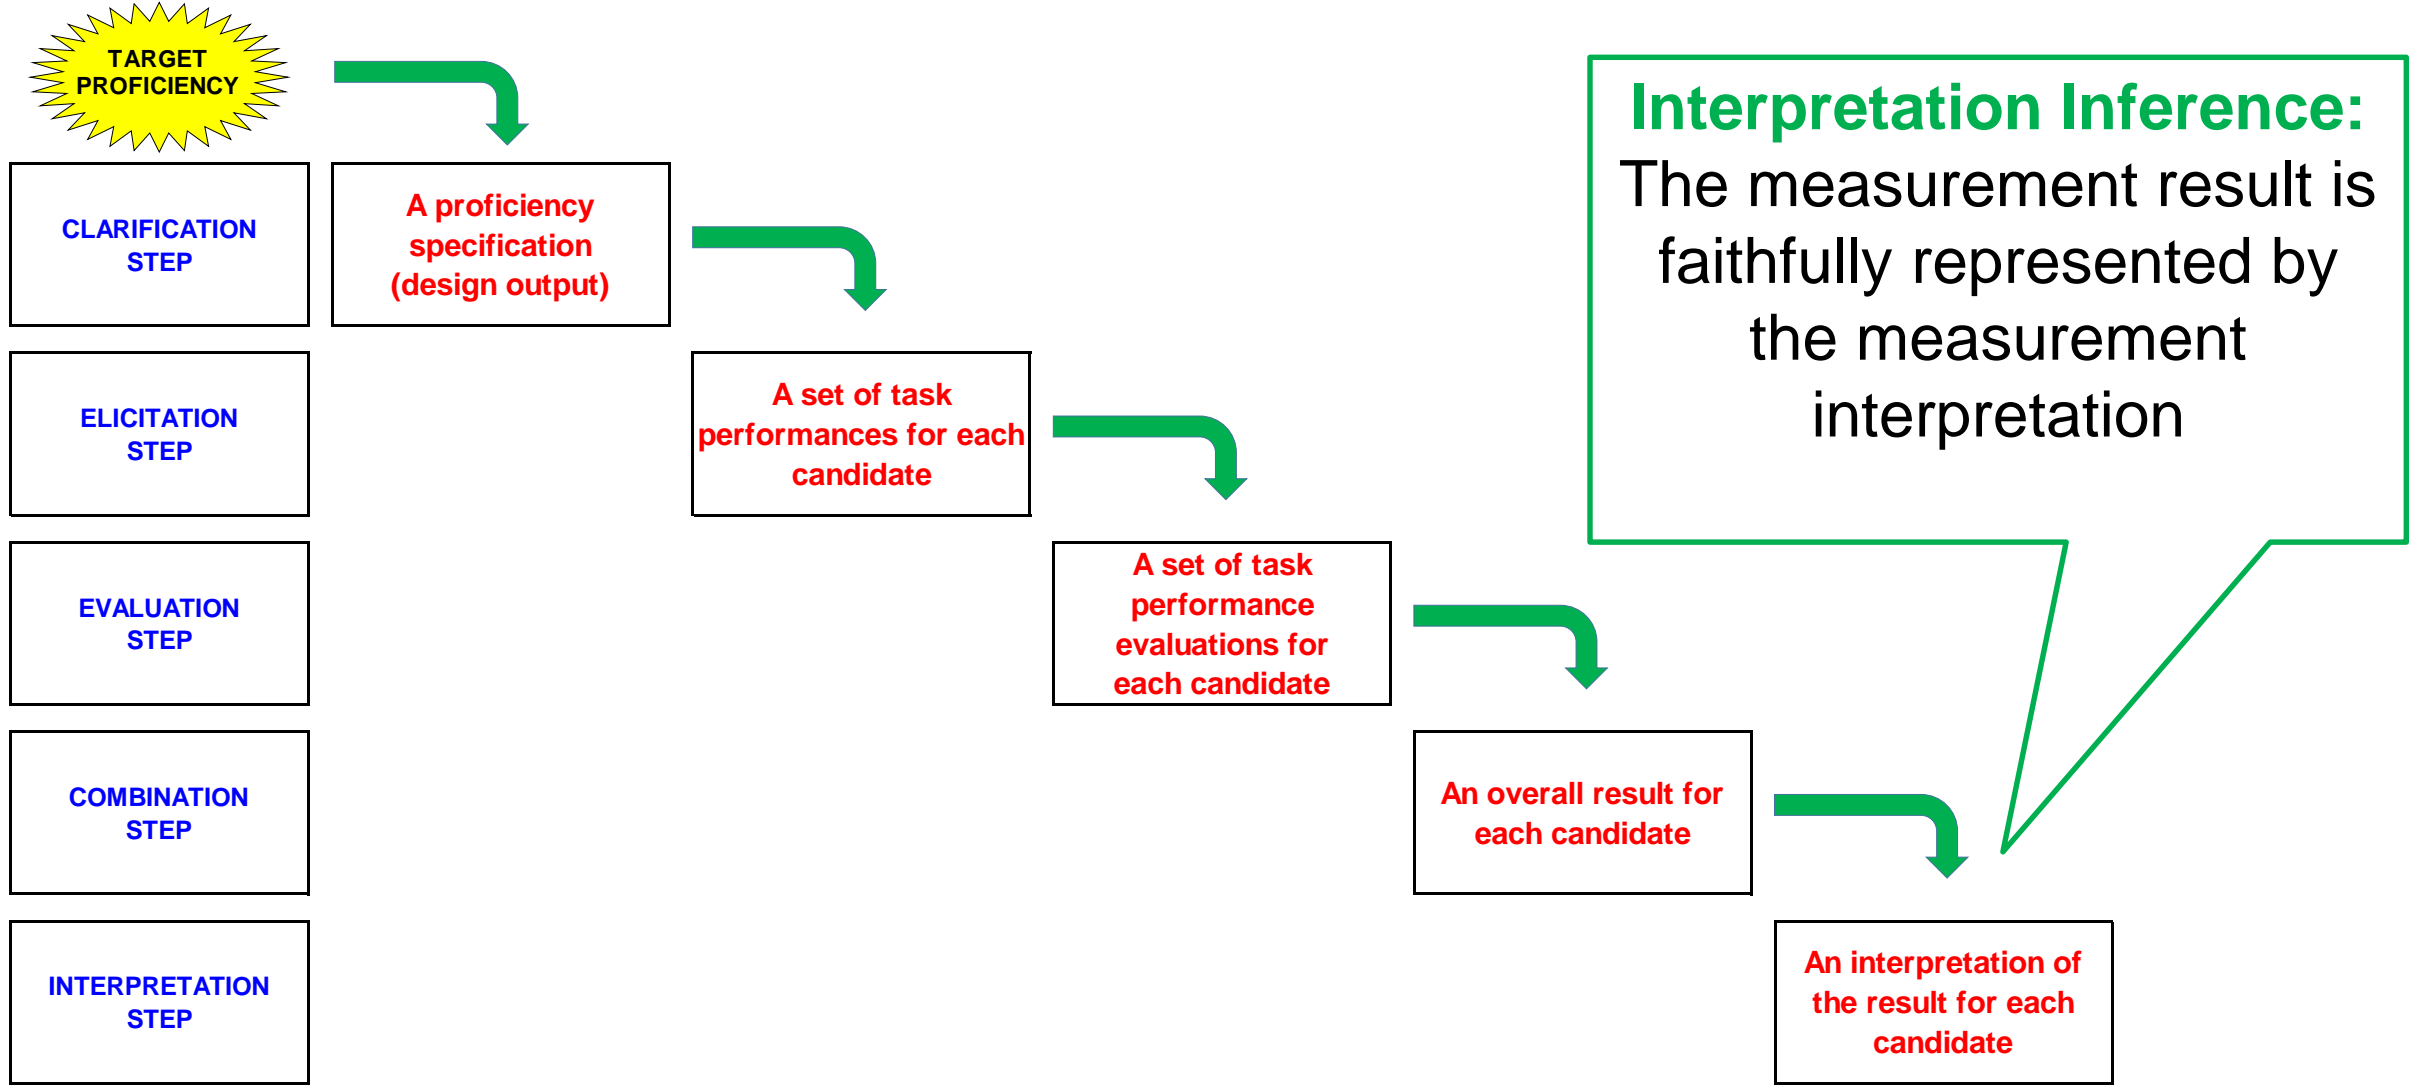 TARGET
PROFICIENCY
Interpretation Inference:
The measurement result is
faithfully represented by
the measurement
interpretation
CLARIFICATION
STEP
A proficiency
specification
(design output)
ELICITATION
STEP
A set of task
performances for each
candidate
EVALUATION
STEP
A set of task
performance
evaluations for
each candidate
COMBINATION
STEP
An overall result for
each candidate
INTERPRETATION
STEP
An interpretation of
the result for each
candidate